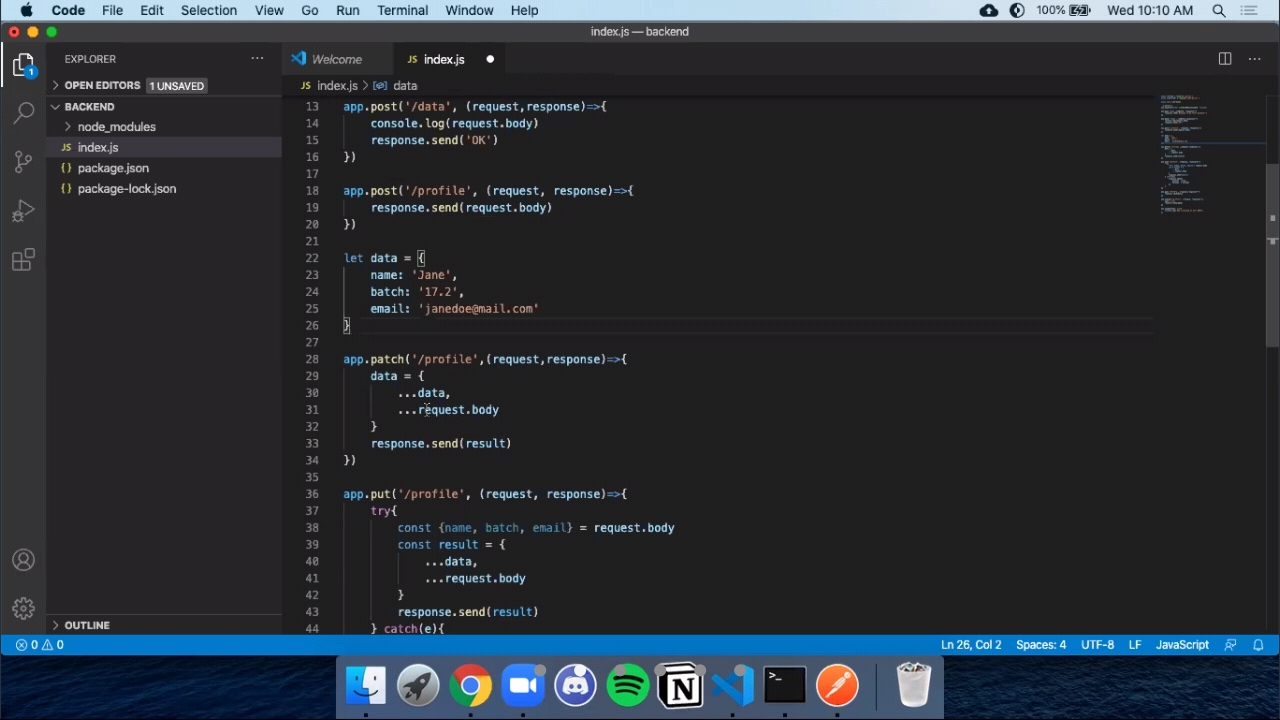 Code File Edit Selection View Go Run Terminal Window Help 100% Wed 10:10 AM
index.js — backend
EXPLORER ... Welcome JS index.js ...
OPEN EDITORS 1 UNSAVED JS index.js > data
BACKEND
node_modules
JS index.js
{} package.json
{} package-lock.json
1
OUTLINE
13 app.post('/data', (request,response)=>{
14 console.log(request.body)
15 response.send('OK')
16 })
17
18 app.post('/profile', (request, response)=>{
19 response.send(request.body)
20 })
21
22 let data = {
23 name: 'Jane',
24 batch: '17.2',
25 email: 'janedoe@mail.com'
26 }
27
28 app.patch('/profile',(request,response)=>{
29 data = {
30 ...data,
31 ...request.body
32 }
33 response.send(result)
34 })
35
36 app.put('/profile', (request, response)=>{
37 try{
38 const {name, batch, email} = request.body
39 const result = {
40 ...data,
41 ...request.body
42 }
43 response.send(result)
44 } catch(e){
0 0 Ln 26, Col 2 Spaces: 4 UTF-8 LF JavaScript